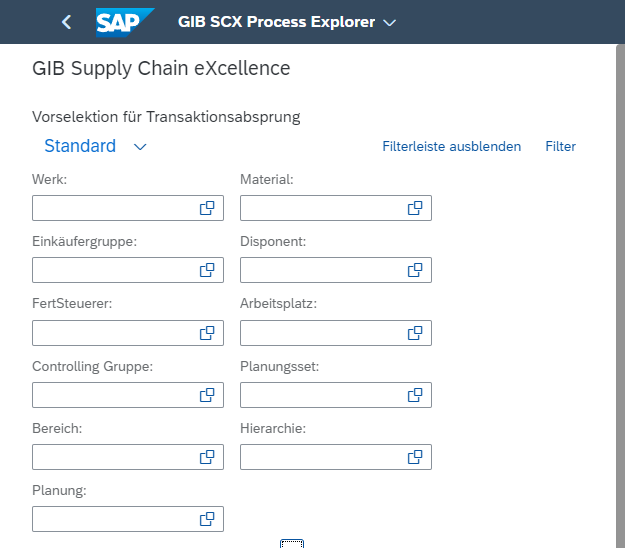 SAP GIB SCX Process Explorer
GIB Supply Chain eXcellence
Vorselektion für Transaktionsabsprung
Standard Filterleiste ausblenden Filter
Werk: Material:
Einkäufergruppe: Disponent:
FertSteuerer: Arbeitsplatz:
Controlling Gruppe: Planungsset:
Bereich: Hierarchie:
Planung: